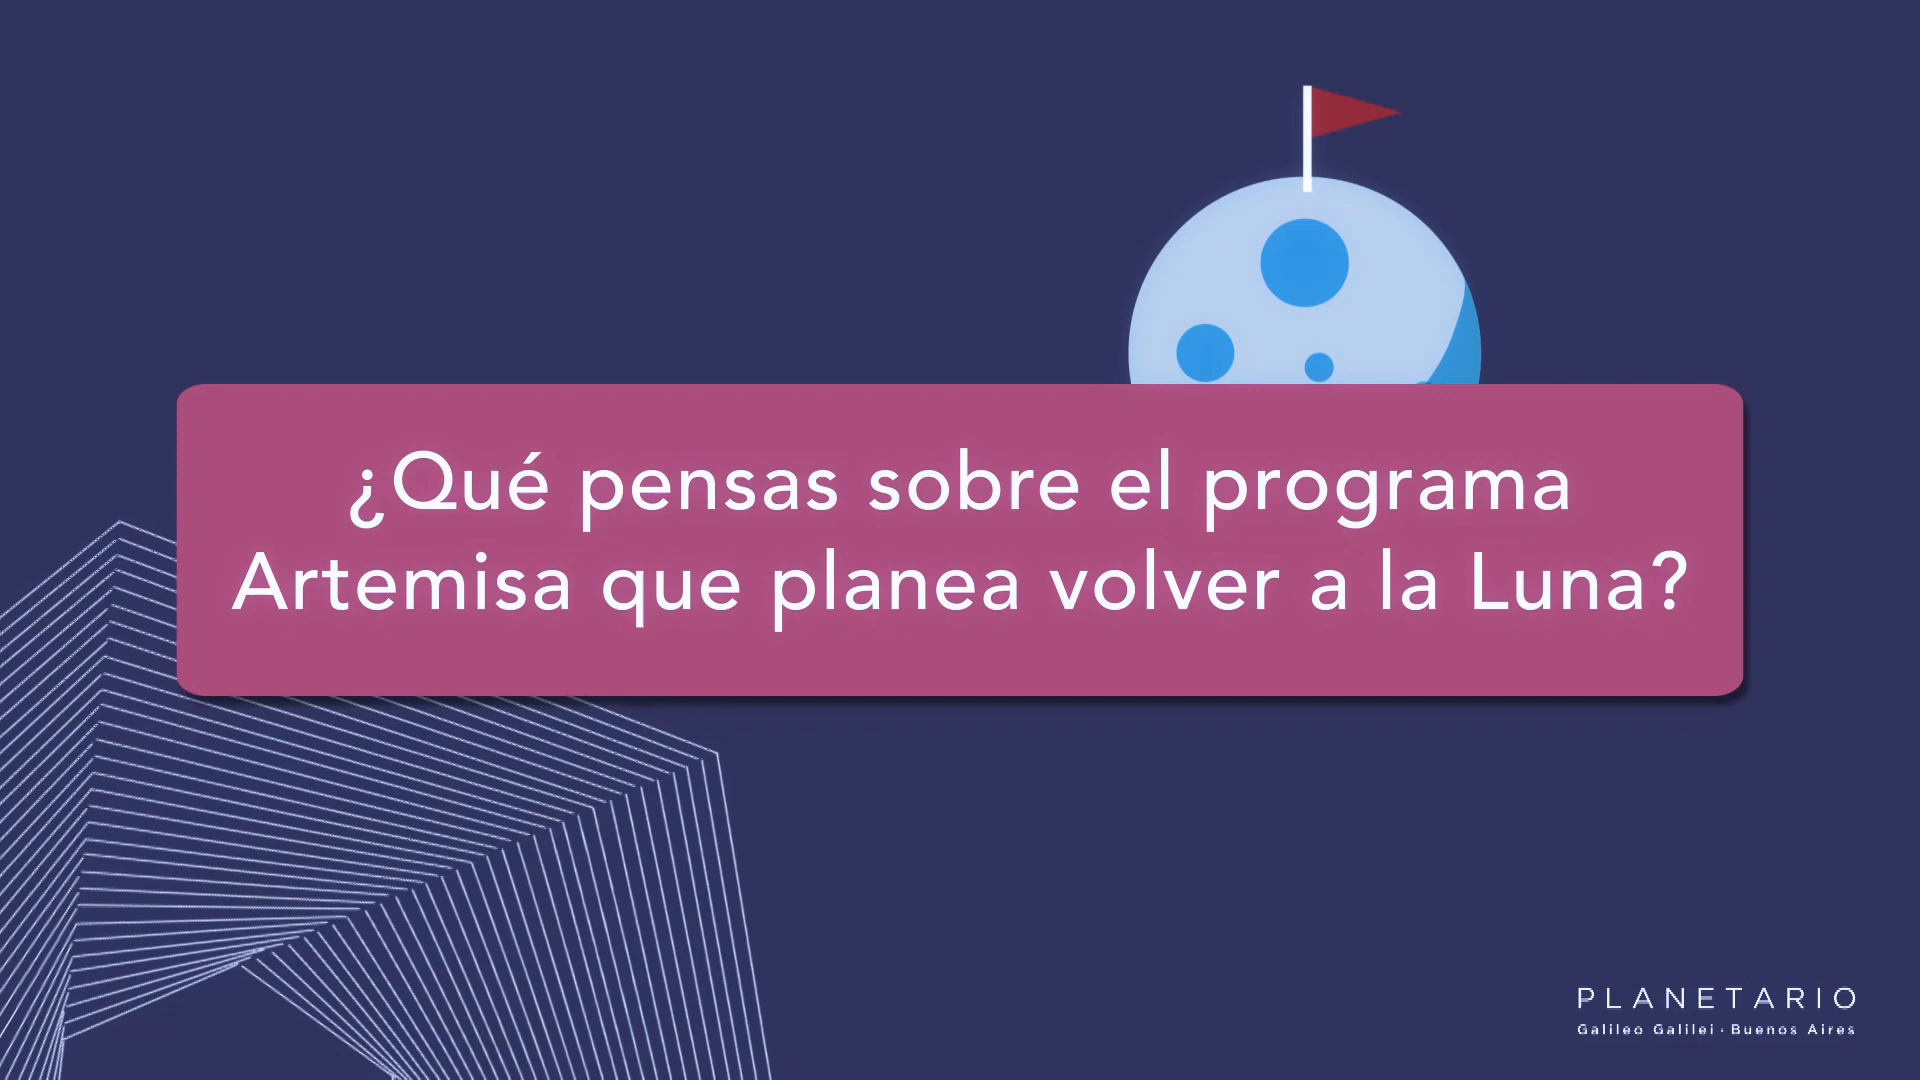 ¿Qué pensas sobre el programa
Artemisa que planea volver a la Luna?
PLANETARIO
Galileo Galilei · Buenos Aires